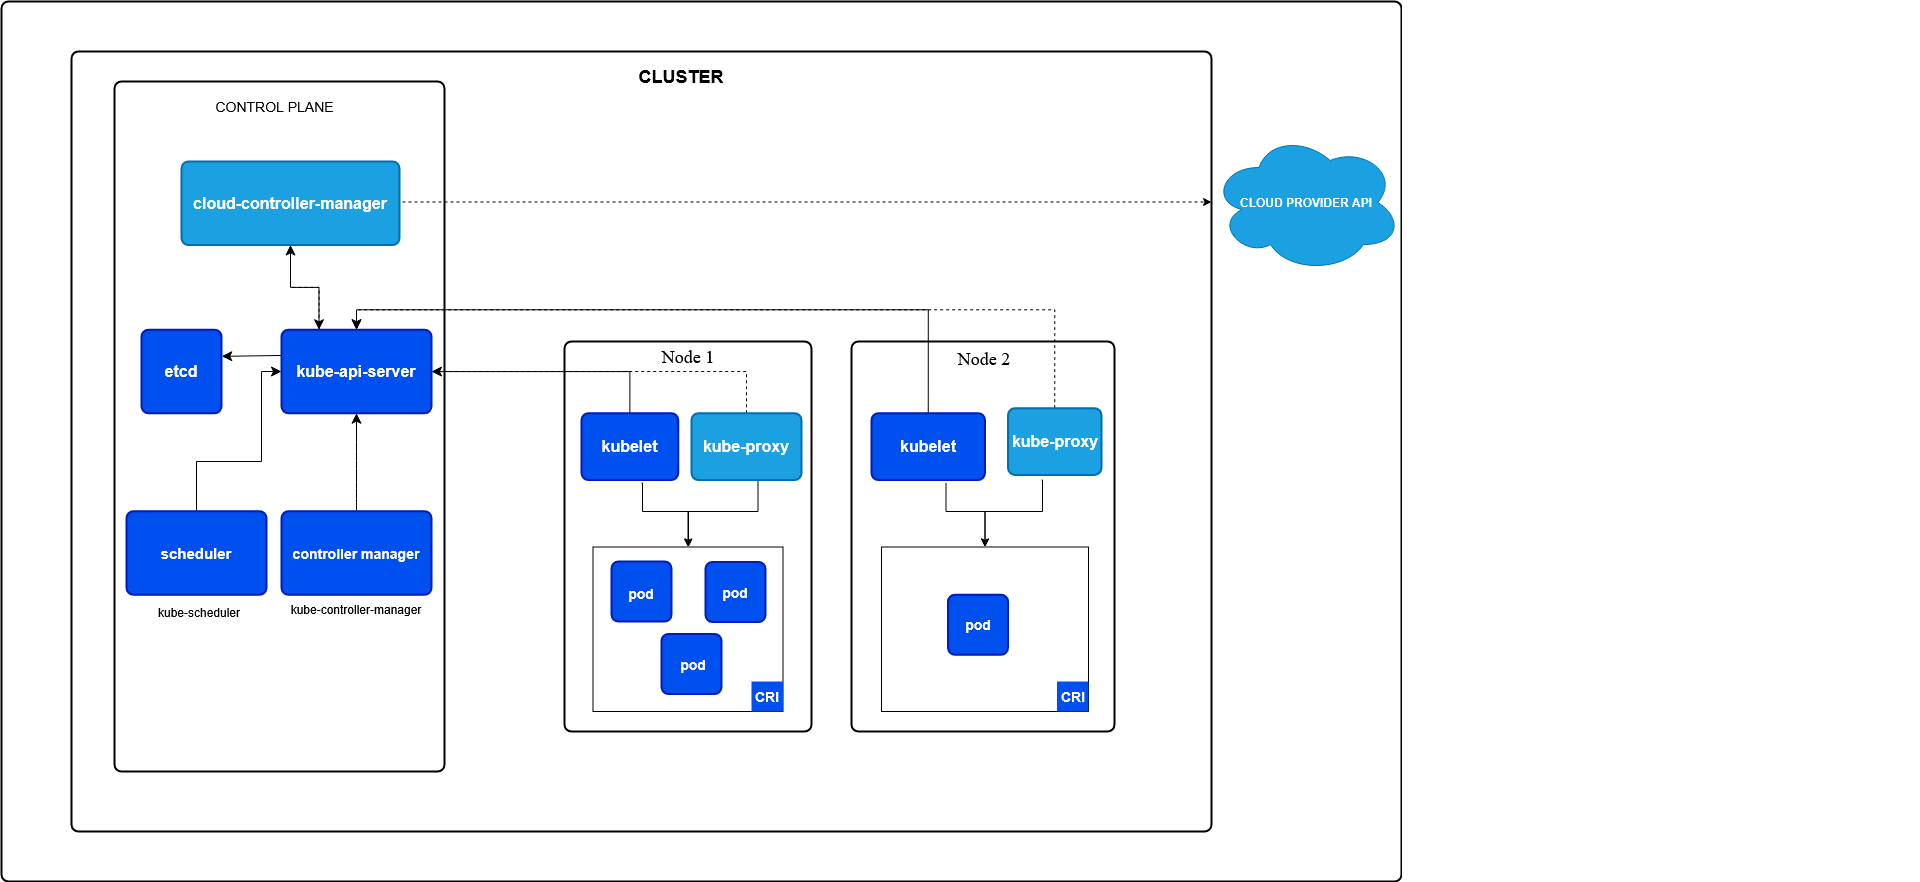 CLUSTER
CONTROL PLANE
cloud-controller-manager
CLOUD PROVIDER API
etcd
kube-api-server
scheduler
controller manager
kube-scheduler
kube-controller-manager
Node 1
kubelet
kube-proxy
pod
pod
pod
CRI
Node 2
kubelet
kube-proxy
pod
CRI